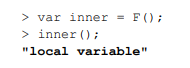 > var inner = F();
> inner();
"local variable"